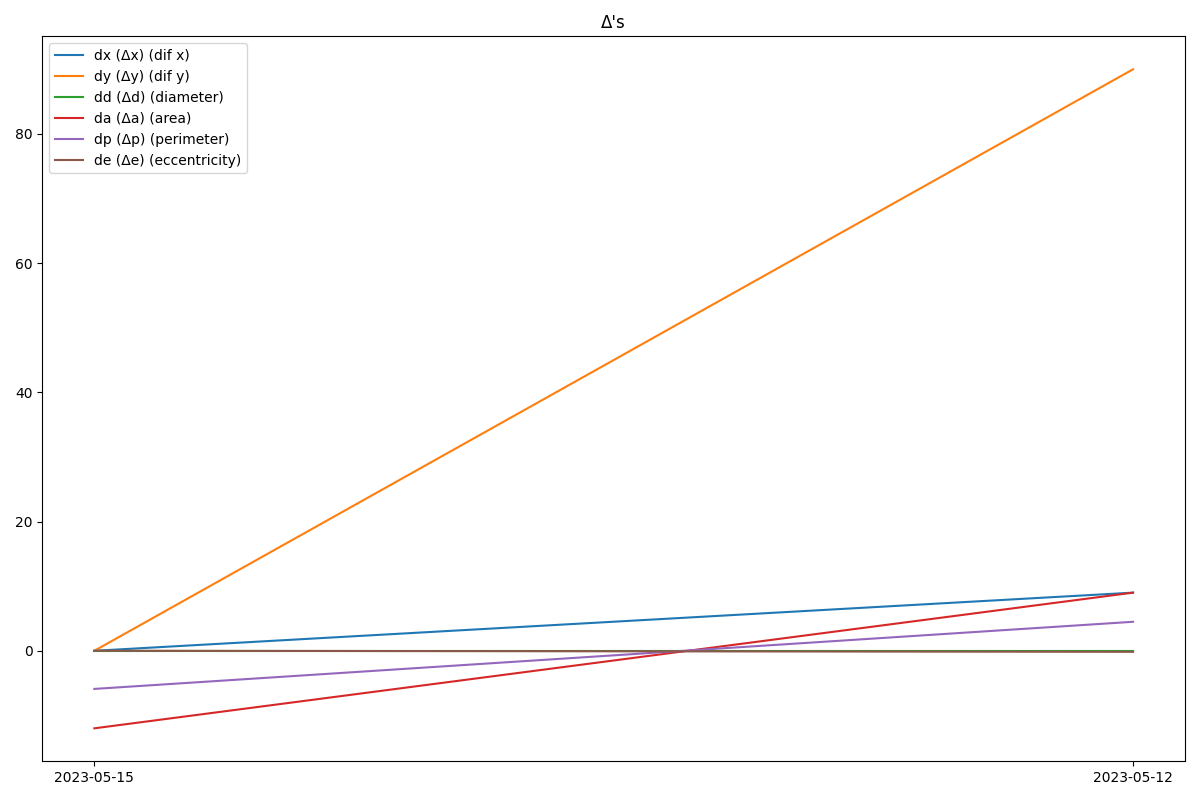 Δ's
dx (Δx) (dif x)
dy (Δy) (dif y)
dd (Δd) (diameter)
da (Δa) (area)
dp (Δp) (perimeter)
de (Δe) (eccentricity)
80
60
40
20
0
2023-05-15
2023-05-12